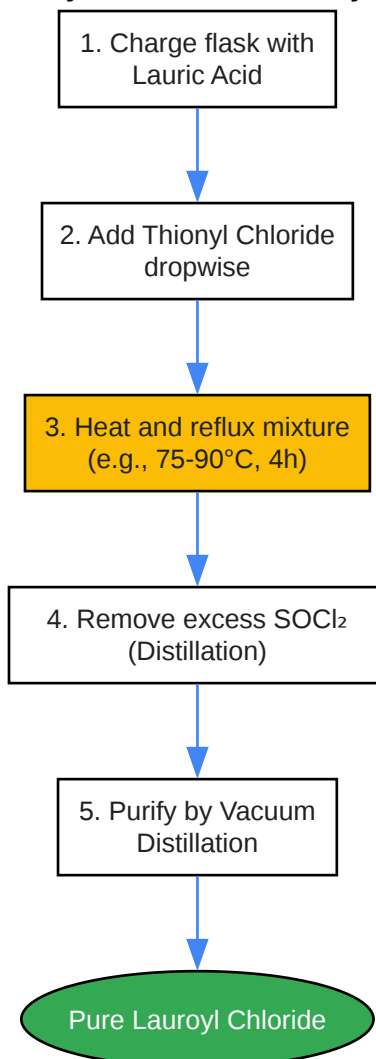 1. Charge flask with
Lauric Acid
2. Add Thionyl Chloride
dropwise
3. Heat and reflux mixture
(e.g., 75-90°C, 4h)
4. Remove excess SOCl₂
(Distillation)
5. Purify by Vacuum
Distillation
Pure Lauroyl Chloride